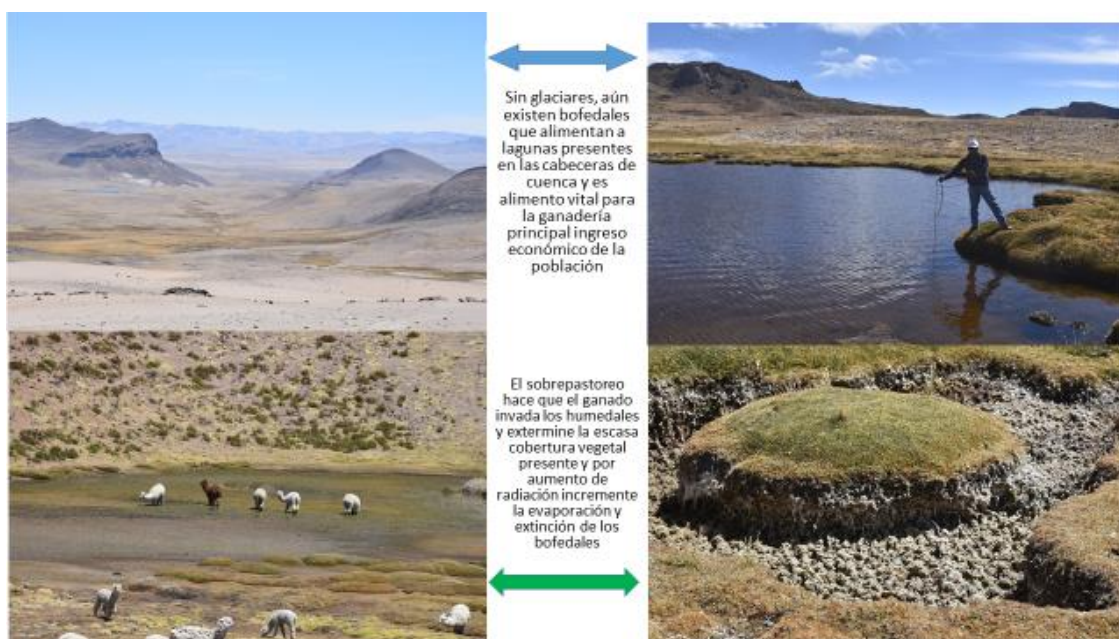 Sin glaciares, aún
existen bofedales
que alimentan a
lagunas presentes
en las cabeceras de
cuenca y es
alimento vital para
la ganadería
principal ingreso
económico de la
población
El sobrepastoreo
hace que el ganado
invada los humedales
y extermine la escasa
cobertura vegetal
presente y por
aumento de
radiación incremente
la evaporación y
extinción de los
bofedales